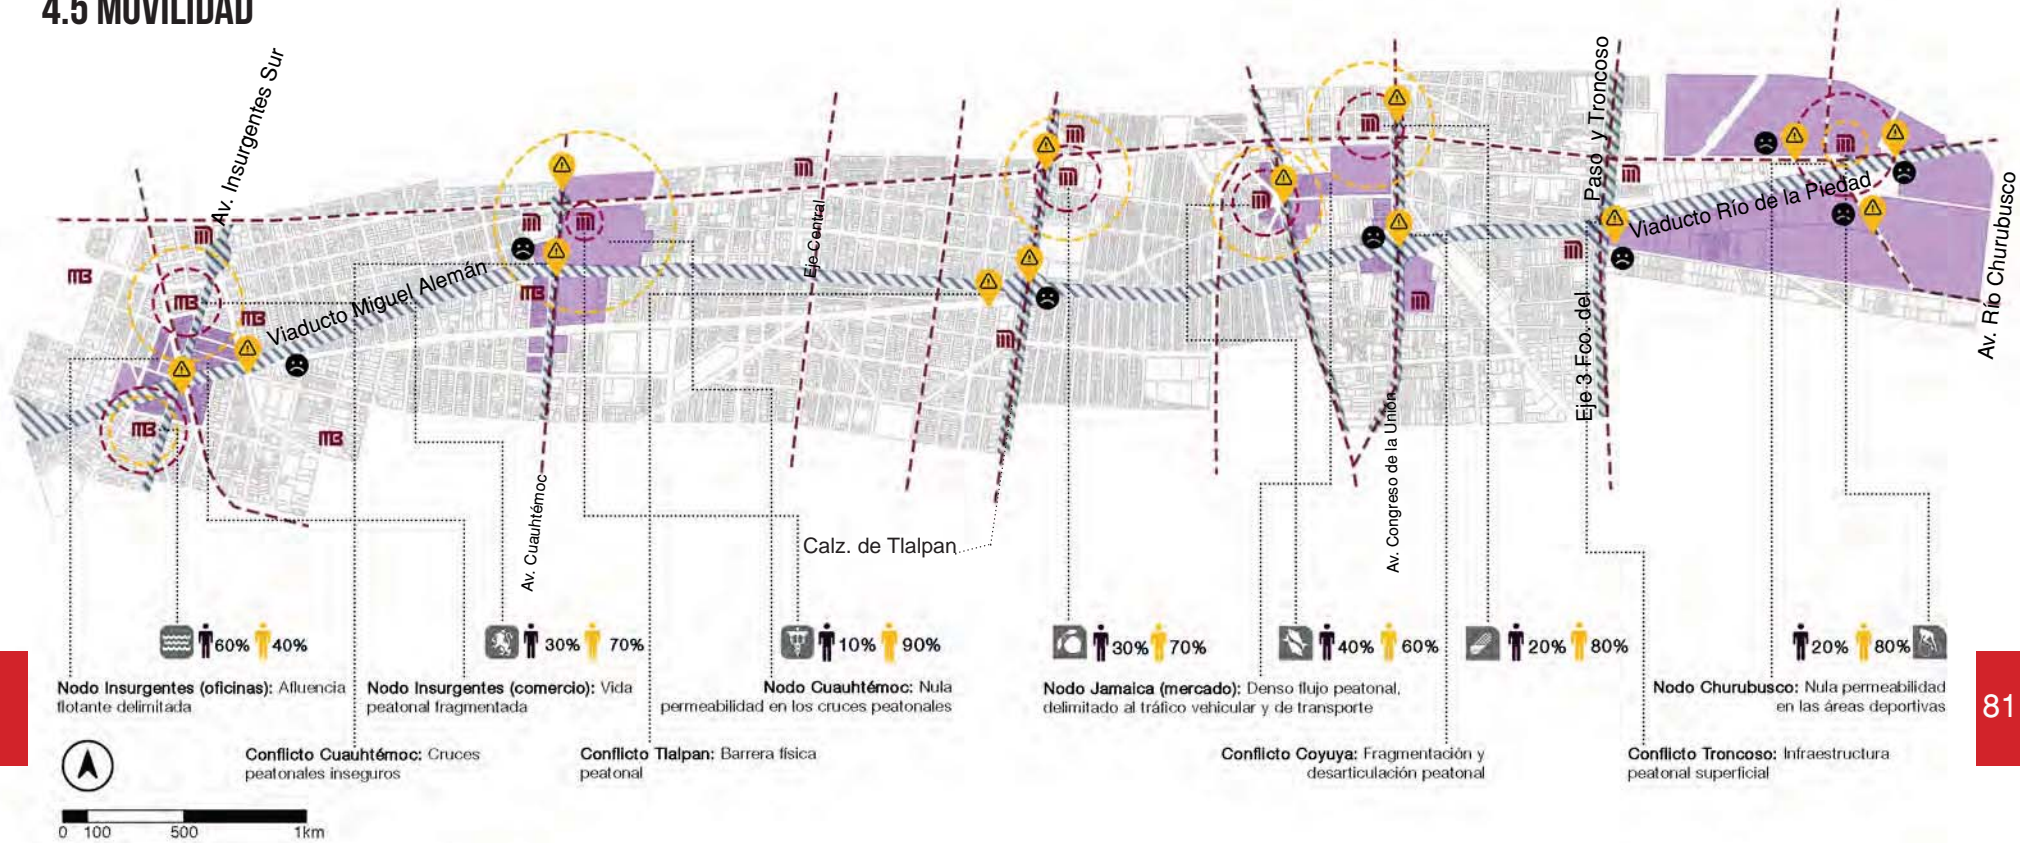 4.5 MOVILIDAD
Av. Insurgentes Sur
Viaducto Miguel Alemán
Av. Cuauhtémoc
Eje Central
Calz. de Tlalpan
Av. Congreso de la Unión
Eje 3 Fco. del
Paso y Troncoso
Viaducto Río de la Piedad
Av. Río Churubusco
MB
MB
MB
MB
MB
MB
60% 40%
30% 70%
10% 90%
30% 70%
40% 60%
20% 80%
20% 80%
Nodo Insurgentes (oficinas): Afluencia
flotante delimitada
Nodo Insurgentes (comercio): Vida
peatonal fragmentada
Nodo Cuauhtémoc: Nula
permeabilidad en los cruces peatonales
Nodo Jamaica (mercado): Denso flujo peatonal,
delimitado al tráfico vehicular y de transporte
Nodo Churubusco: Nula permeabilidad
en las áreas deportivas
81
Conflicto Cuauhtémoc: Cruces
peatonales inseguros
Conflicto Tlalpan: Barrera física
peatonal
Conflicto Coyuya: Fragmentación y
desarticulación peatonal
Conflicto Troncoso: Infraestructura
peatonal superficial
0 100 500 1km